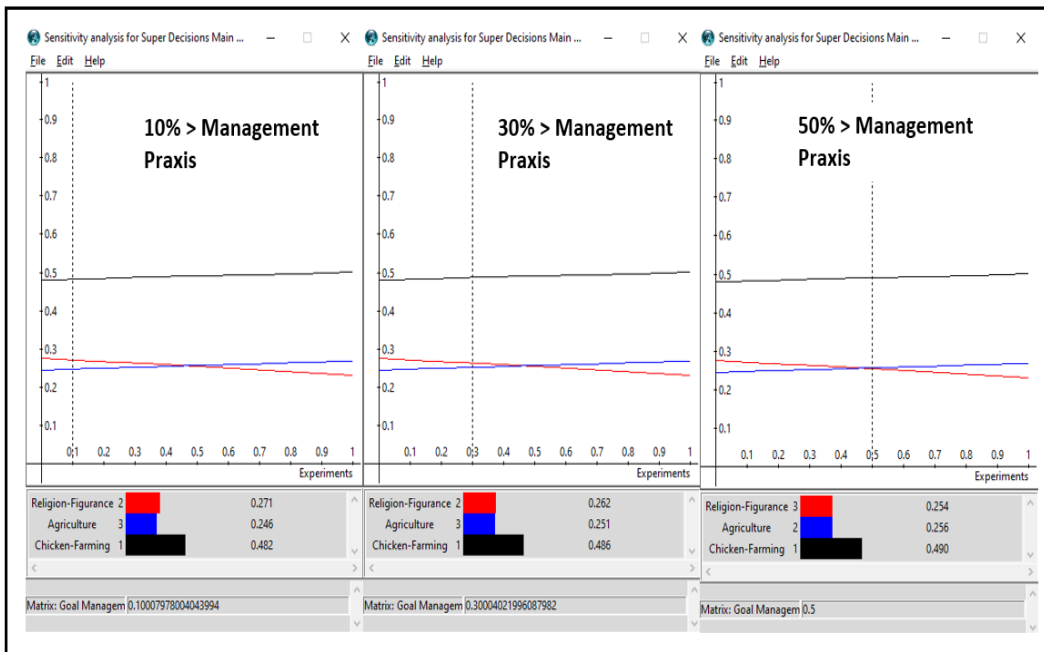 Sensitivity analysis for Super Decisions Main ...
File Edit Help
10% > Management
Praxis
1
0.9
0.8
0.7
0.6
0.5
0.4
0.3
0.2
0.1
0.1 0.2 0.3 0.4 0.5 0.6 0.7 0.8 0.9 1
Experiments
Religion-Figurance 2 0.271
Agriculture 3 0.246
Chicken-Farming 1 0.482
Matrix: Goal Managem 0.10007978004043994
Sensitivity analysis for Super Decisions Main ...
File Edit Help
30% > Management
Praxis
1
0.9
0.8
0.7
0.6
0.5
0.4
0.3
0.2
0.1
0.1 0.2 0.3 0.4 0.5 0.6 0.7 0.8 0.9 1
Experiments
Religion-Figurance 2 0.262
Agriculture 3 0.251
Chicken-Farming 1 0.486
Matrix: Goal Managem 0.30004021996087982
Sensitivity analysis for Super Decisions Main ...
File Edit Help
50% > Management
Praxis
1
0.9
0.8
0.7
0.6
0.5
0.4
0.3
0.2
0.1
0.1 0.2 0.3 0.4 0.5 0.6 0.7 0.8 0.9 1
Experiments
Religion-Figurance 3 0.254
Agriculture 2 0.256
Chicken-Farming 1 0.490
Matrix: Goal Managem 0.5